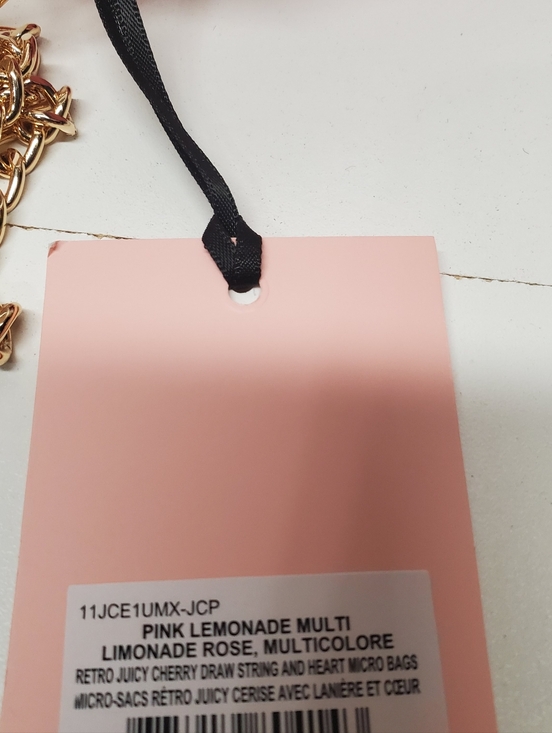 11JCE1UMX-JCP
PINK LEMONADE MULTI
LIMONADE ROSE, MULTICOLORE
RETRO JUICY CHERRY DRAW STRING AND HEART MICRO BAGS
MICRO-SACS RÉTRO JUICY CERISE AVEC LANIÈRE ET CŒUR